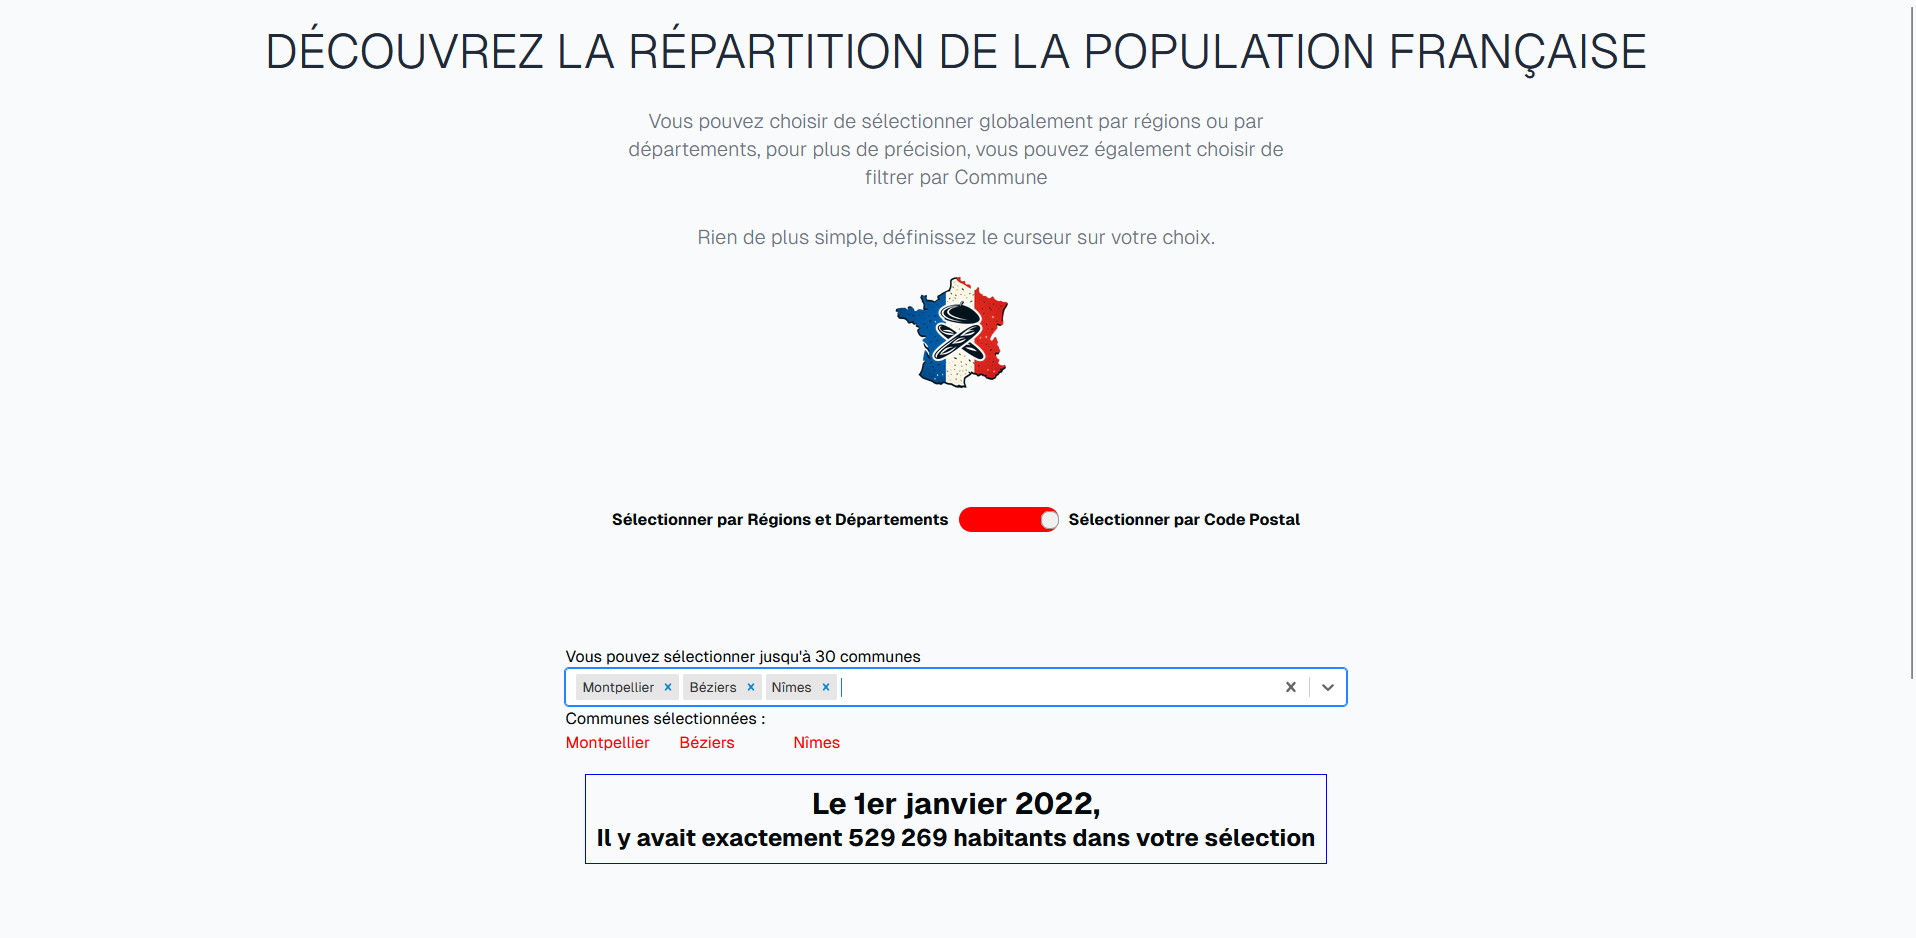 DÉCOUVREZ LA RÉPARTITION DE LA POPULATION FRANÇAISE
Vous pouvez choisir de sélectionner globalement par régions ou par
départements, pour plus de précision, vous pouvez également choisir de
filtrer par Commune
Rien de plus simple, définissez le curseur sur votre choix.
Sélectionner par Régions et Départements Sélectionner par Code Postal
Vous pouvez sélectionner jusqu'à 30 communes
Montpellier × Béziers × Nîmes ×
Communes sélectionnées :
Montpellier Béziers Nîmes
Le 1er janvier 2022,
Il y avait exactement 529 269 habitants dans votre sélection